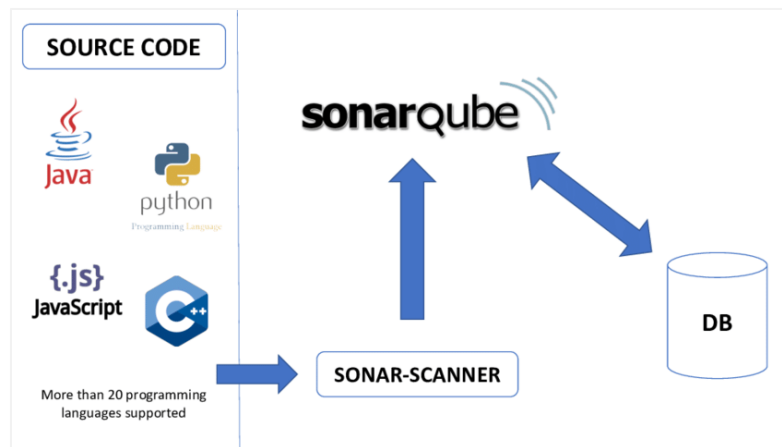 SOURCE CODE
Java
python
Programming Language
{.js}
JavaScript
C++
More than 20 programming
languages supported
sonarqube
SONAR-SCANNER
DB